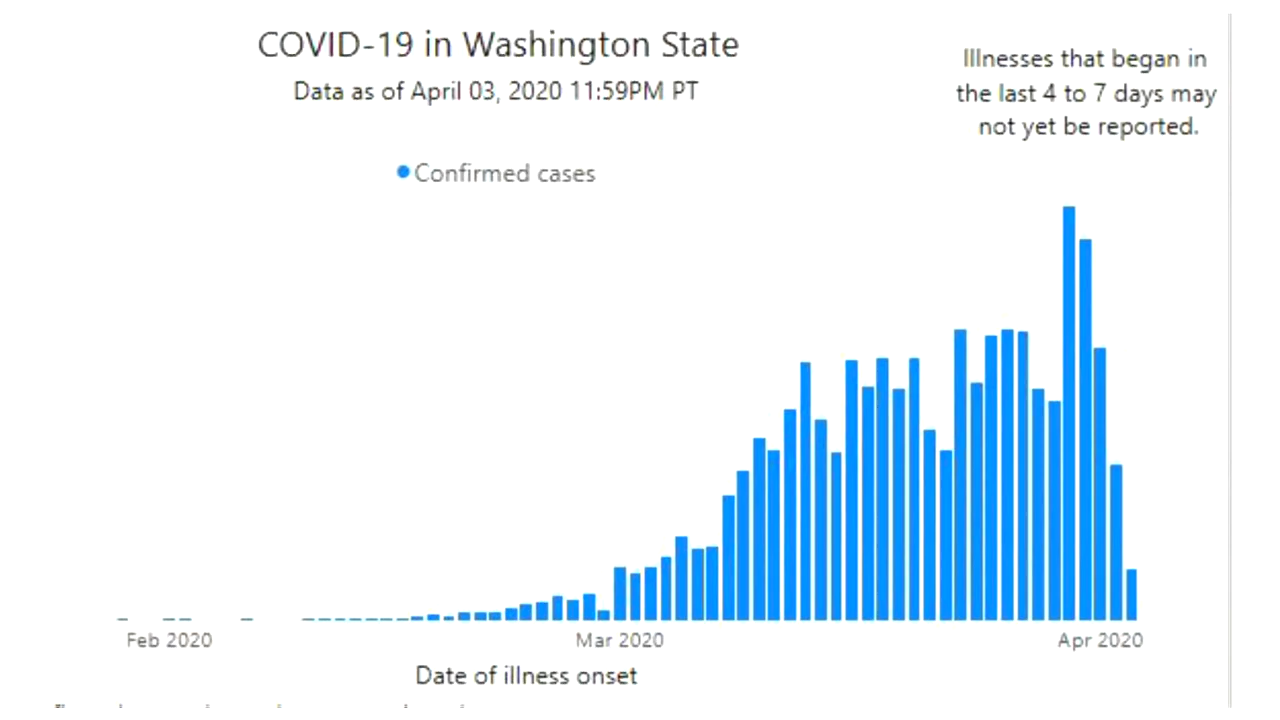 COVID-19 in Washington State
Data as of April 03, 2020 11:59PM PT
Illnesses that began in
the last 4 to 7 days may
not yet be reported.
Confirmed cases
Feb 2020
Mar 2020
Apr 2020
Date of illness onset